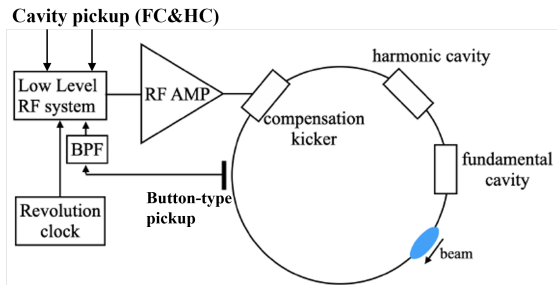 Cavity pickup (FC&HC)
Low Level
RF system
RF AMP
BPF
Revolution
clock
Button-type
pickup
compensation
kicker
harmonic cavity
fundamental
cavity
beam